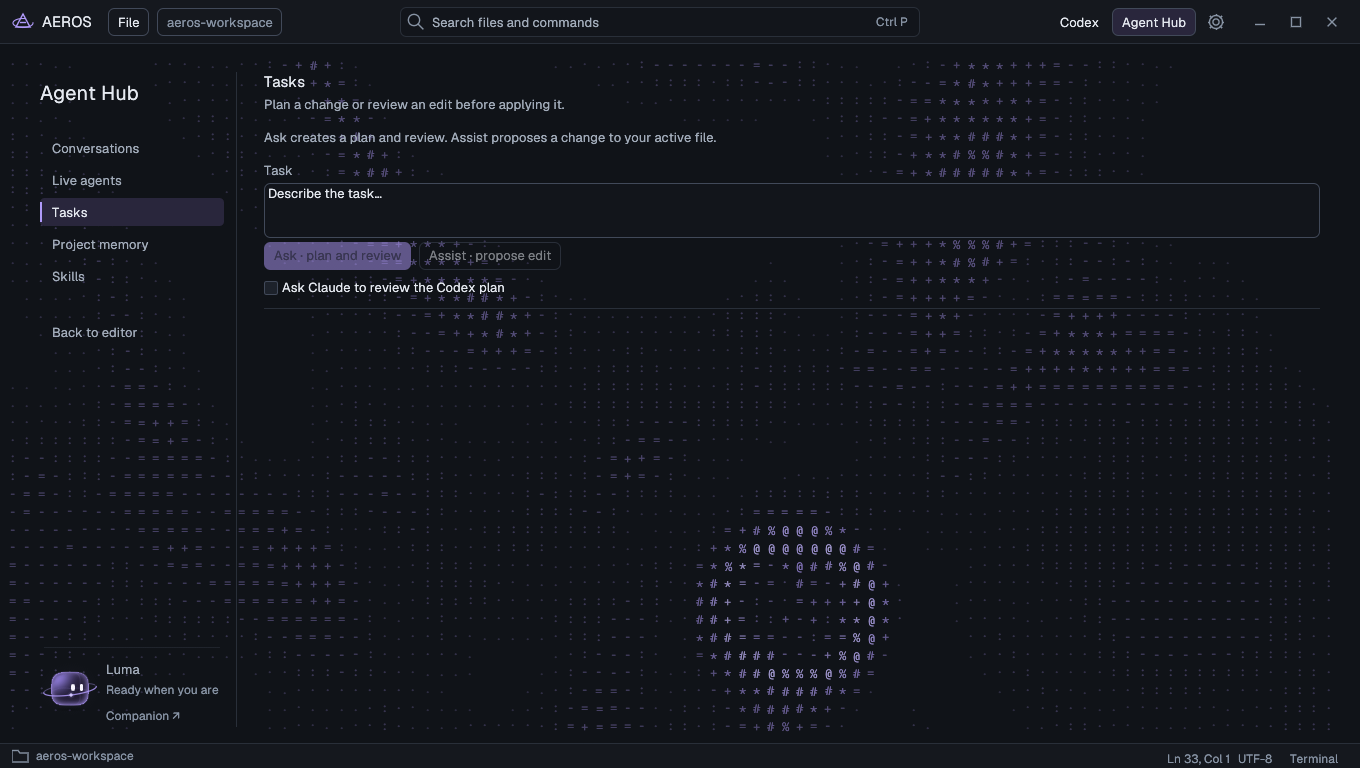 AEROS File aeros-workspace Search files and commands Ctrl P Codex Agent Hub
Agent Hub
Conversations
Live agents
Tasks
Project memory
Skills
Back to editor
Tasks
Plan a change or review an edit before applying it.
Ask creates a plan and review. Assist proposes a change to your active file.
Task
Describe the task…
Ask · plan and review Assist · propose edit
Ask Claude to review the Codex plan
Luma
Ready when you are
Companion ↗
aeros-workspace Ln 33, Col 1 UTF-8 Terminal